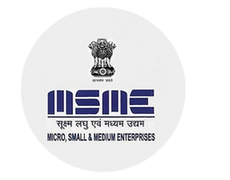 MSME
सूक्ष्म लघु एवं मध्यम उद्यम
MICRO, SMALL & MEDIUM ENTERPRISES